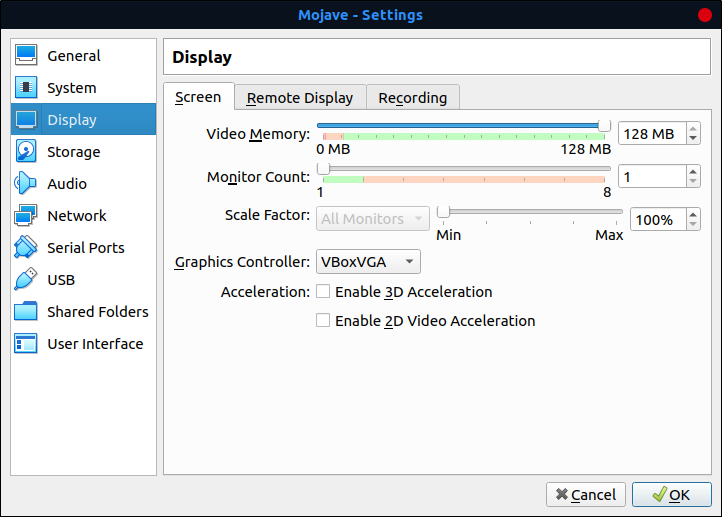 Mojave - Settings
General
System
Display
Storage
Audio
Network
Serial Ports
USB
Shared Folders
User Interface
Display
Screen
Remote Display
Recording
Video Memory:
128 MB
0 MB
128 MB
Monitor Count:
1
1
8
Scale Factor:
All Monitors
100%
Min
Max
Graphics Controller:
VBoxVGA
Acceleration:
Enable 3D Acceleration
Enable 2D Video Acceleration
Cancel
OK